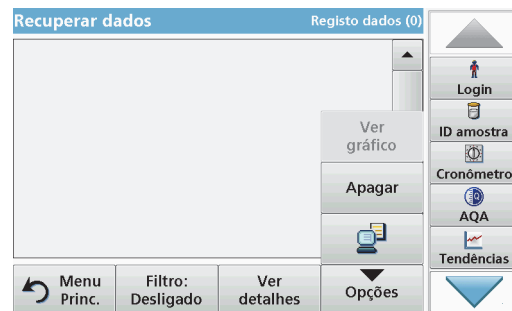 Recuperar dados
Registo dados (0)
Ver
gráfico
Apagar
Menu
Princ.
Filtro:
Desligado
Ver
detalhes
Opções
Login
ID amostra
Cronômetro
AQA
Tendências